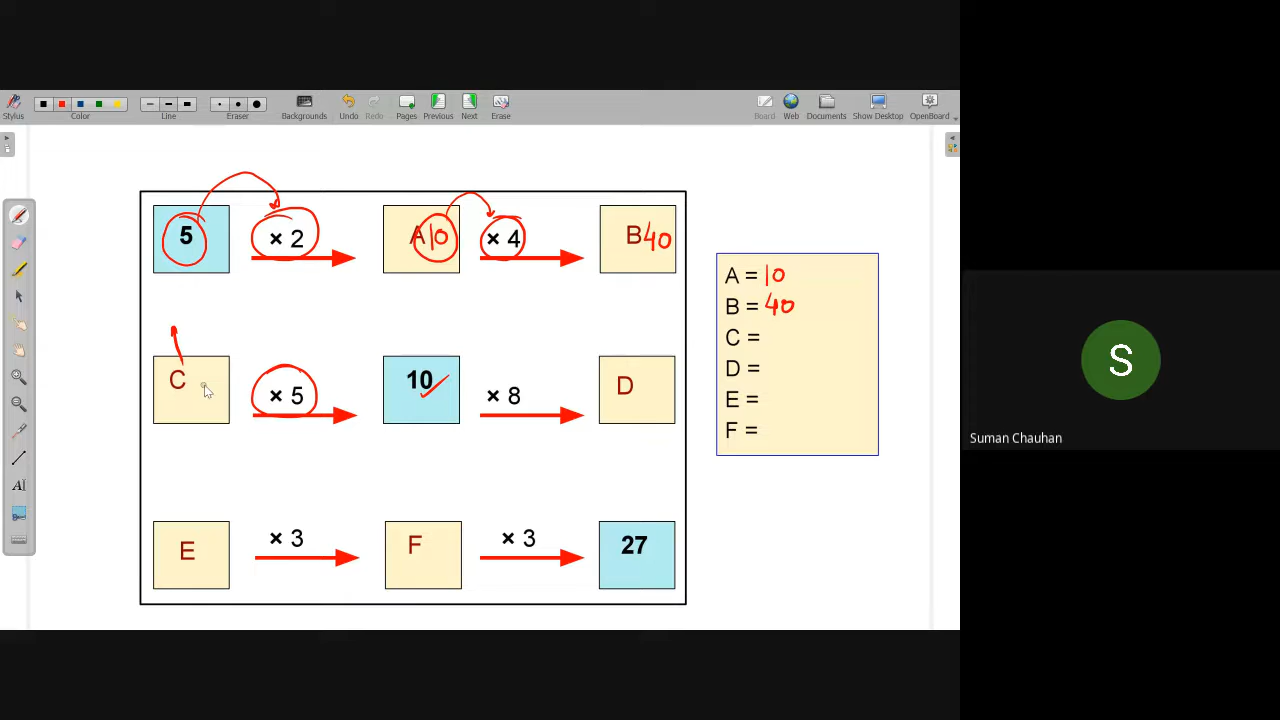 Stylus
Color
Line
Eraser
Backgrounds
Undo
Redo
Pages
Previous
Next
Erase
Board
Web
Documents
Show Desktop
OpenBoard
5 × 2 A 10 × 4 B 40
C × 5 10 × 8 D
E × 3 F × 3 27
A = 10
B = 40
C =
D =
E =
F =
S
Suman Chauhan